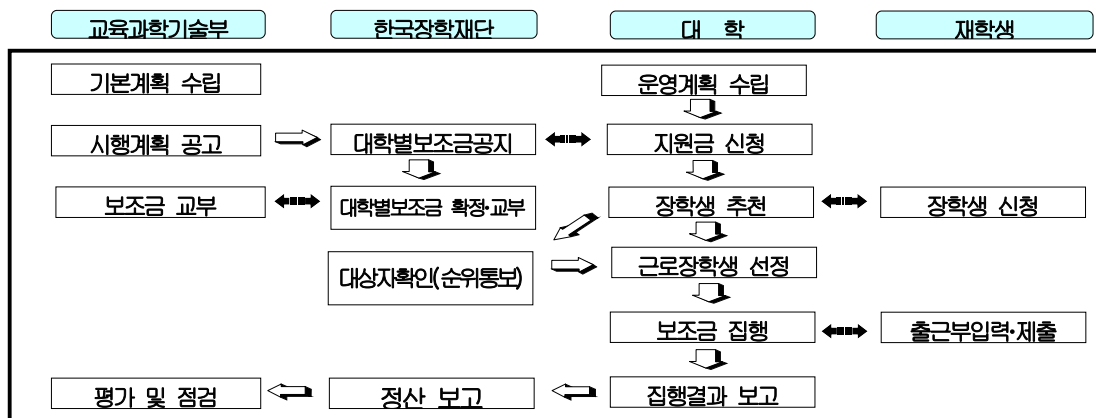 교육과학기술부 한국장학재단 대 학 재학생
기본계획 수립 운영계획 수립
시행계획 공고 대학별보조금공지 지원금 신청
보조금 교부 대학별보조금 확정·교부 장학생 추천 장학생 신청
대상자확인(순위통보) 근로장학생 선정
보조금 집행 출근부입력·제출
평가 및 점검 정산 보고 집행결과 보고